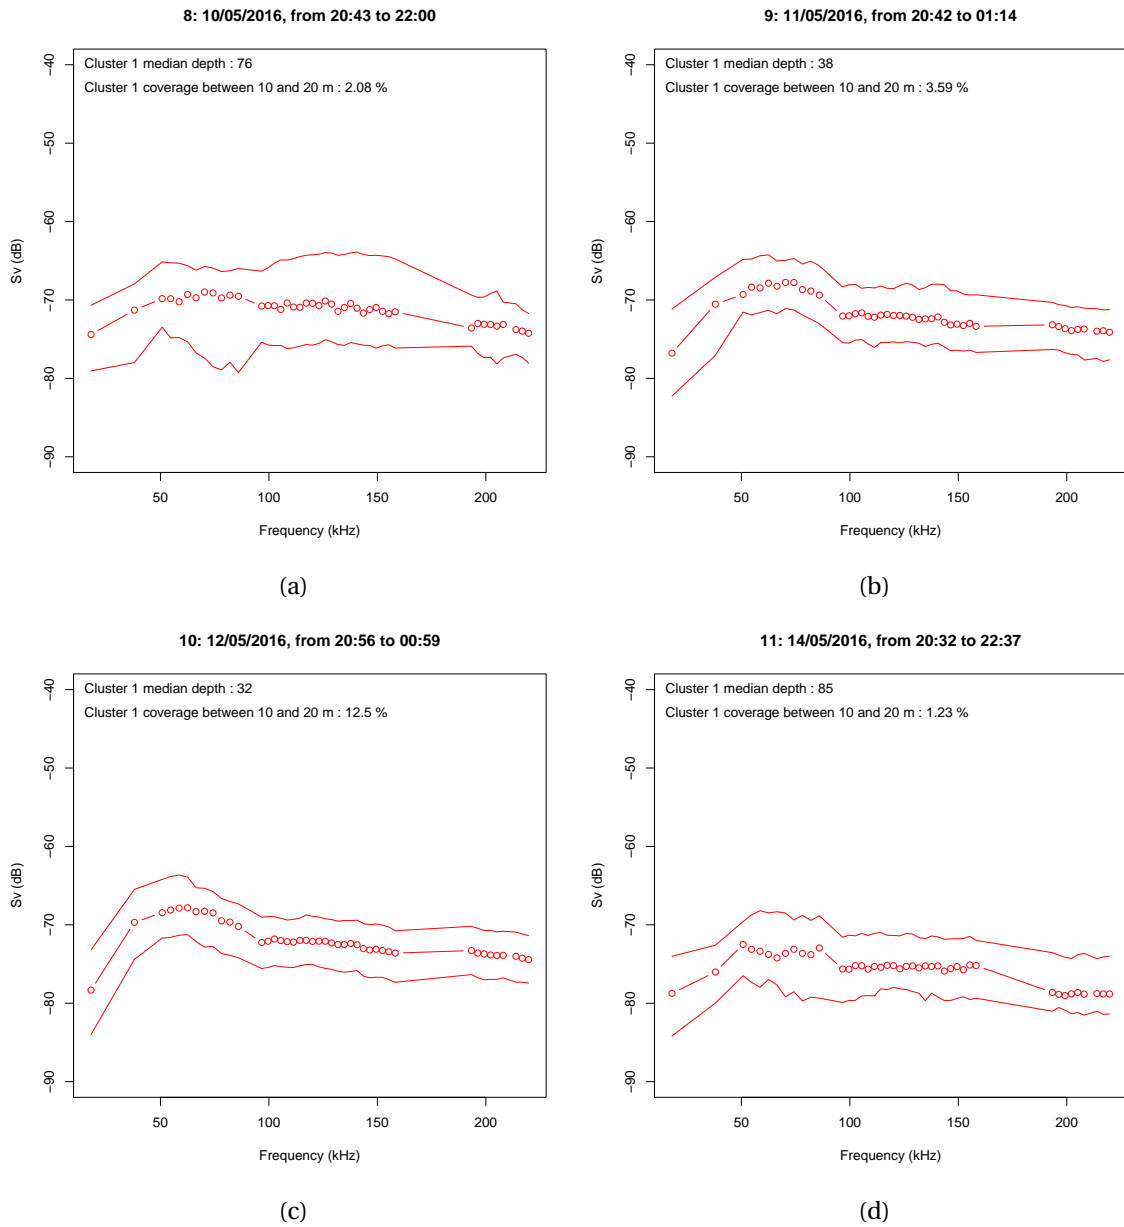 8: 10/05/2016, from 20:43 to 22:00
Cluster 1 median depth : 76
Cluster 1 coverage between 10 and 20 m : 2.08 %
−40
−50
−60
−70
−80
−90
Sv (dB)
50 100 150 200
Frequency (kHz)
(a)
9: 11/05/2016, from 20:42 to 01:14
Cluster 1 median depth : 38
Cluster 1 coverage between 10 and 20 m : 3.59 %
−40
−50
−60
−70
−80
−90
Sv (dB)
50 100 150 200
Frequency (kHz)
(b)
10: 12/05/2016, from 20:56 to 00:59
Cluster 1 median depth : 32
Cluster 1 coverage between 10 and 20 m : 12.5 %
−40
−50
−60
−70
−80
−90
Sv (dB)
50 100 150 200
Frequency (kHz)
(c)
11: 14/05/2016, from 20:32 to 22:37
Cluster 1 median depth : 85
Cluster 1 coverage between 10 and 20 m : 1.23 %
−40
−50
−60
−70
−80
−90
Sv (dB)
50 100 150 200
Frequency (kHz)
(d)